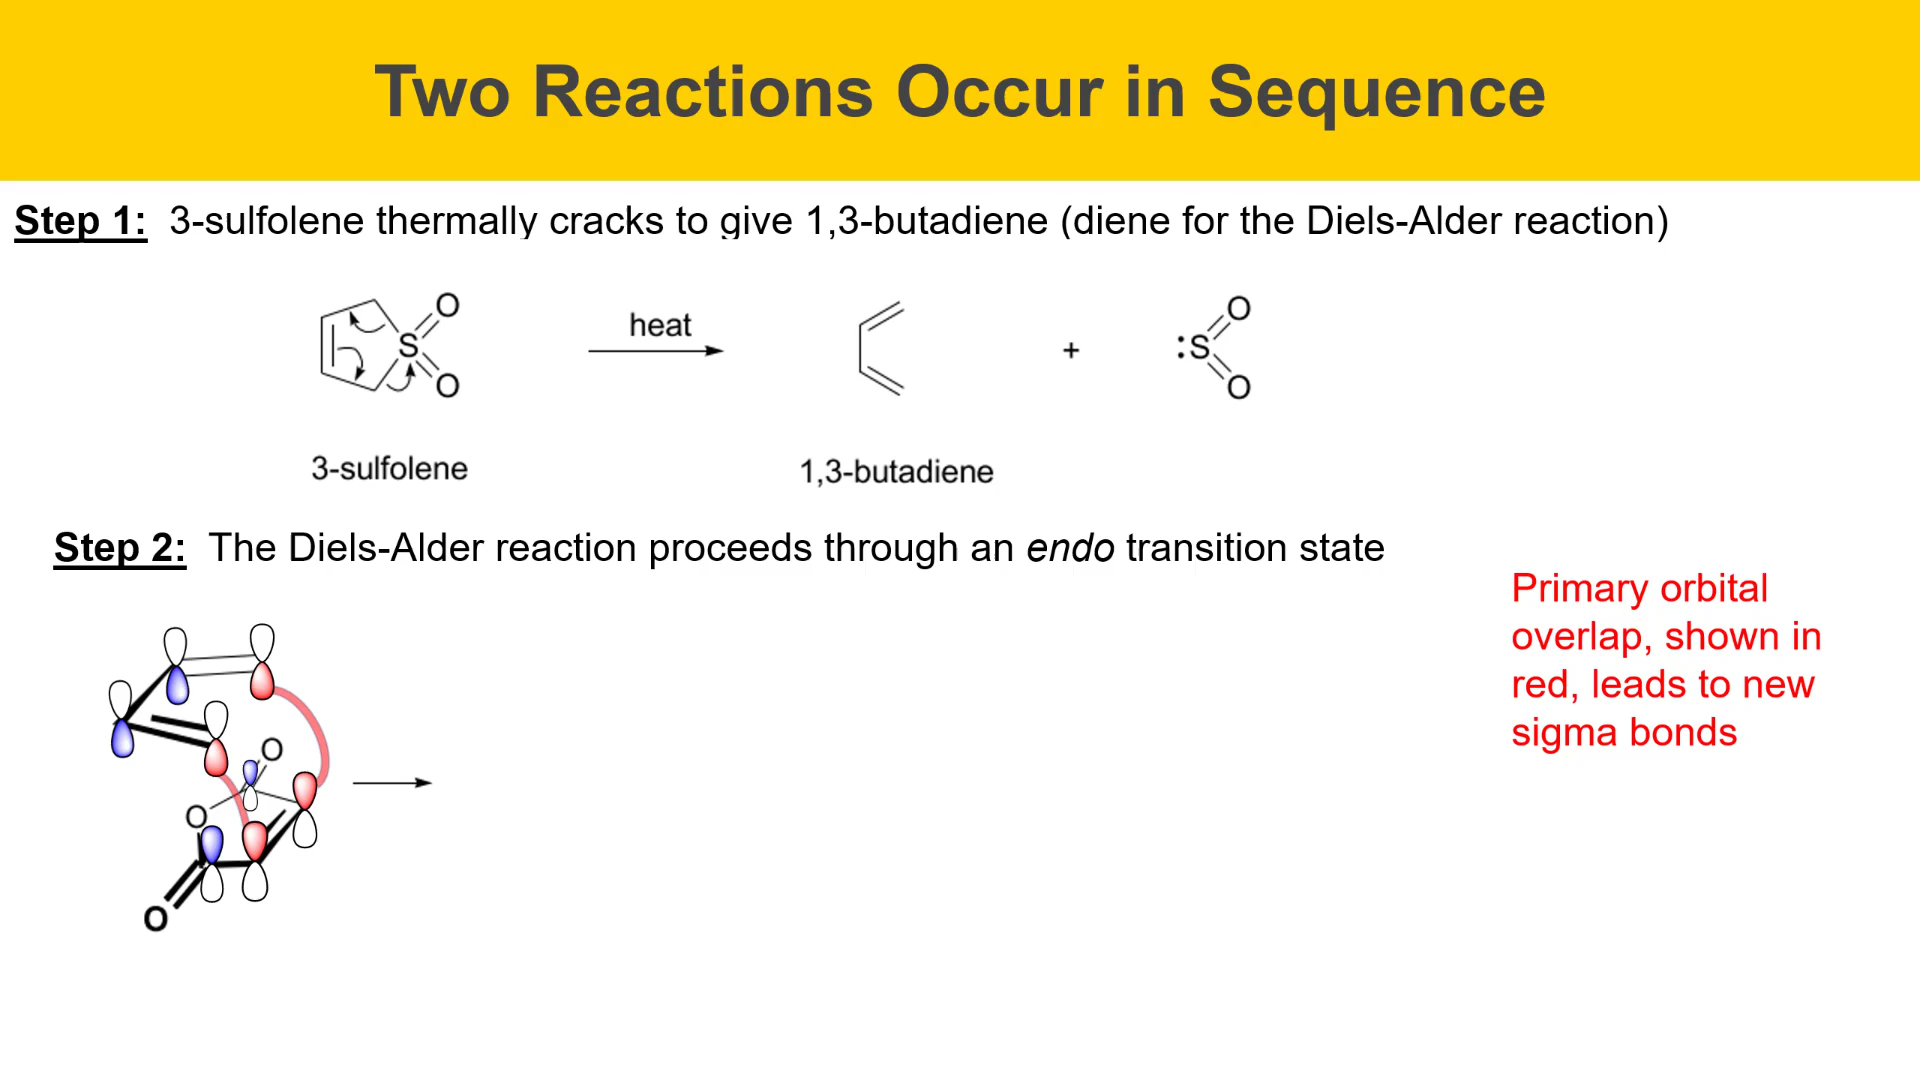 Two Reactions Occur in Sequence
Step 1: 3-sulfolene thermally cracks to give 1,3-butadiene (diene for the Diels-Alder reaction)
O
S
O
heat
+
O
:S
O
3-sulfolene
1,3-butadiene
Step 2: The Diels-Alder reaction proceeds through an endo transition state
Primary orbital
overlap, shown in
red, leads to new
sigma bonds
O
O
O